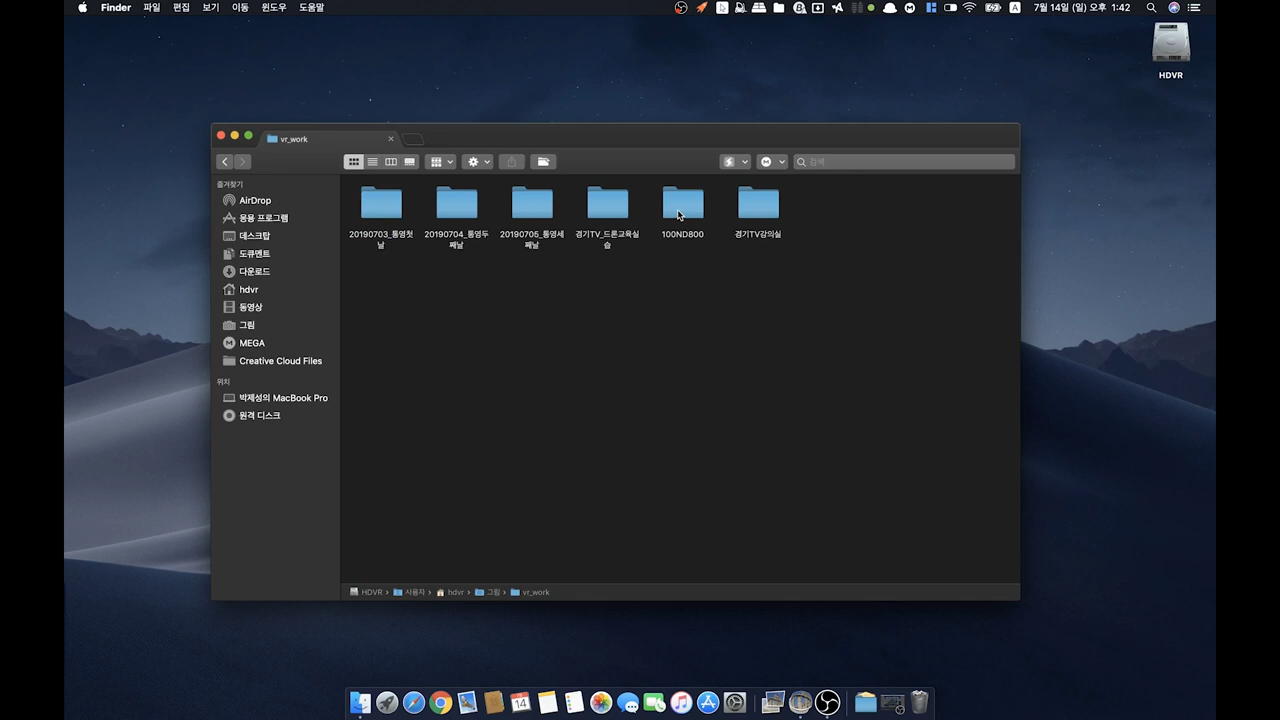 Finder 파일 편집 보기 이동 윈도우 도움말 7월 14일 (일) 오후 1:42
HDVR
vr_work
검색
즐겨찾기
AirDrop
응용 프로그램
데스크탑
도큐멘트
다운로드
hdvr
동영상
그림
MEGA
Creative Cloud Files
위치
박제성의 MacBook Pro
원격 디스크
20190703_통영첫
날
20190704_통영두
째날
20190705_통영세
째날
경기TV_드론교육실
습
100ND800
경기TV강의실
HDVR › 사용자 › hdvr › 그림 › vr_work
14